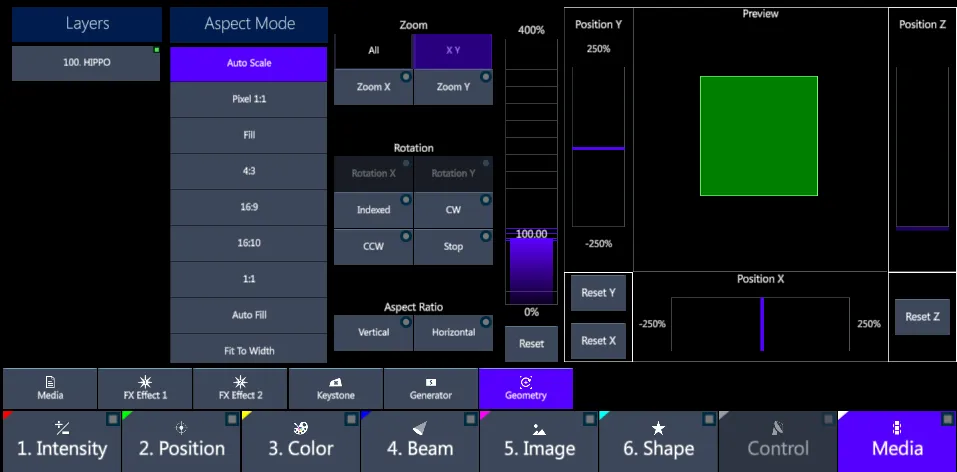 Layers
100. HIPPO
Aspect Mode
Auto Scale
Pixel 1:1
Fill
4:3
16:9
16:10
1:1
Auto Fill
Fit To Width
Zoom
All
X Y
Zoom X
Zoom Y
Rotation
Rotation X
Rotation Y
Indexed
CW
CCW
Stop
Aspect Ratio
Vertical
Horizontal
400%
100.00
0%
Reset
Position Y
250%
-250%
Reset Y
Reset X
Preview
Position X
-250%
250%
Position Z
Reset Z
Media
FX Effect 1
FX Effect 2
Keystone
Generator
Geometry
1. Intensity
2. Position
3. Color
4. Beam
5. Image
6. Shape
Control
Media